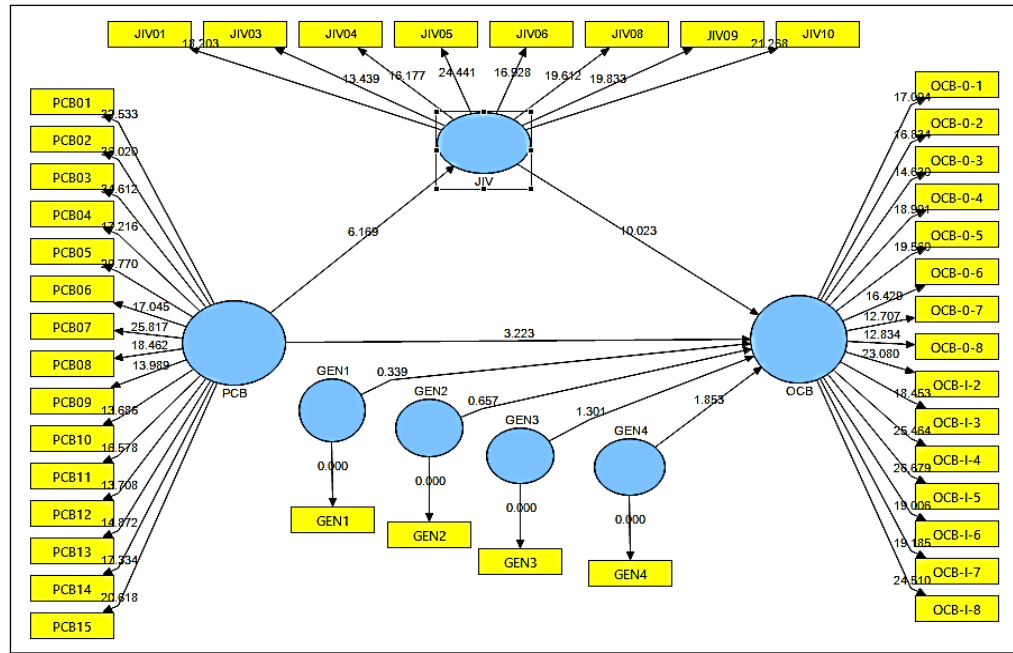 JIV01
JIV03
JIV04
JIV05
JIV06
JIV08
JIV09
JIV10
18.203
13.439
16.177
24.441
16.928
19.612
19.833
21.268
JIV
PCB01
PCB02
PCB03
PCB04
PCB05
PCB06
PCB07
PCB08
PCB09
PCB10
PCB11
PCB12
PCB13
PCB14
PCB15
17.216
17.045
25.817
18.462
13.989
13.686
16.578
13.708
14.872
17.334
20.618
PCB
6.169
10.023
3.223
GEN1
0.339
GEN2
0.657
GEN3
1.301
GEN4
1.853
0.000
0.000
0.000
0.000
GEN1
GEN2
GEN3
GEN4
OCB
OCB-0-1
OCB-0-2
OCB-0-3
OCB-0-4
OCB-0-5
OCB-0-6
OCB-0-7
OCB-0-8
OCB-I-2
OCB-I-3
OCB-I-4
OCB-I-5
OCB-I-6
OCB-I-7
OCB-I-8
16.429
12.707
12.834
23.080
18.453
25.464
26.679
19.006
19.185
24.510